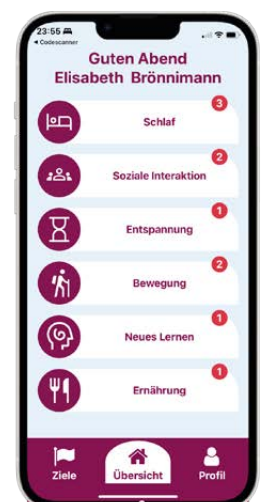 23:55
◄ Codescanner
Guten Abend
Elisabeth Brönnimann
3
Schlaf
2
Soziale Interaktion
1
Entspannung
2
Bewegung
1
Neues Lernen
1
Ernährung
Ziele
Übersicht
Profil